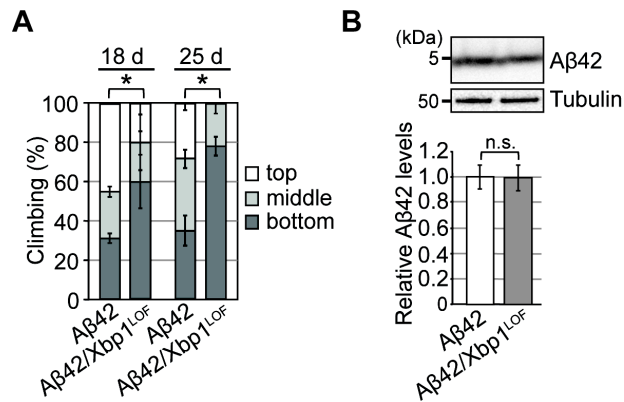 A
18 d 25 d
* *
100
80
60
40
20
0
Climbing (%)
top
middle
bottom
Aβ42
Aβ42/Xbp1ᴸᴼꟳ
Aβ42
Aβ42/Xbp1ᴸᴼꟳ
B
(kDa)
5 Aβ42
50 Tubulin
n.s.
1.2
1.0
0.8
0.6
0.4
0.2
0
Relative Aβ42 levels
Aβ42
Aβ42/Xbp1ᴸᴼꟳ